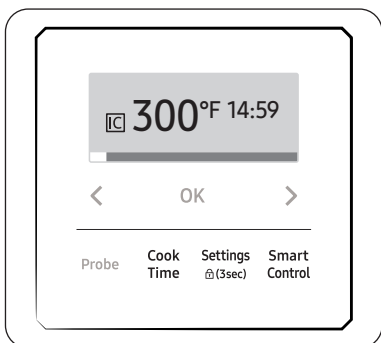 IC 300°F 14:59
< OK >
Probe Cook Time Settings (3sec) Smart Control